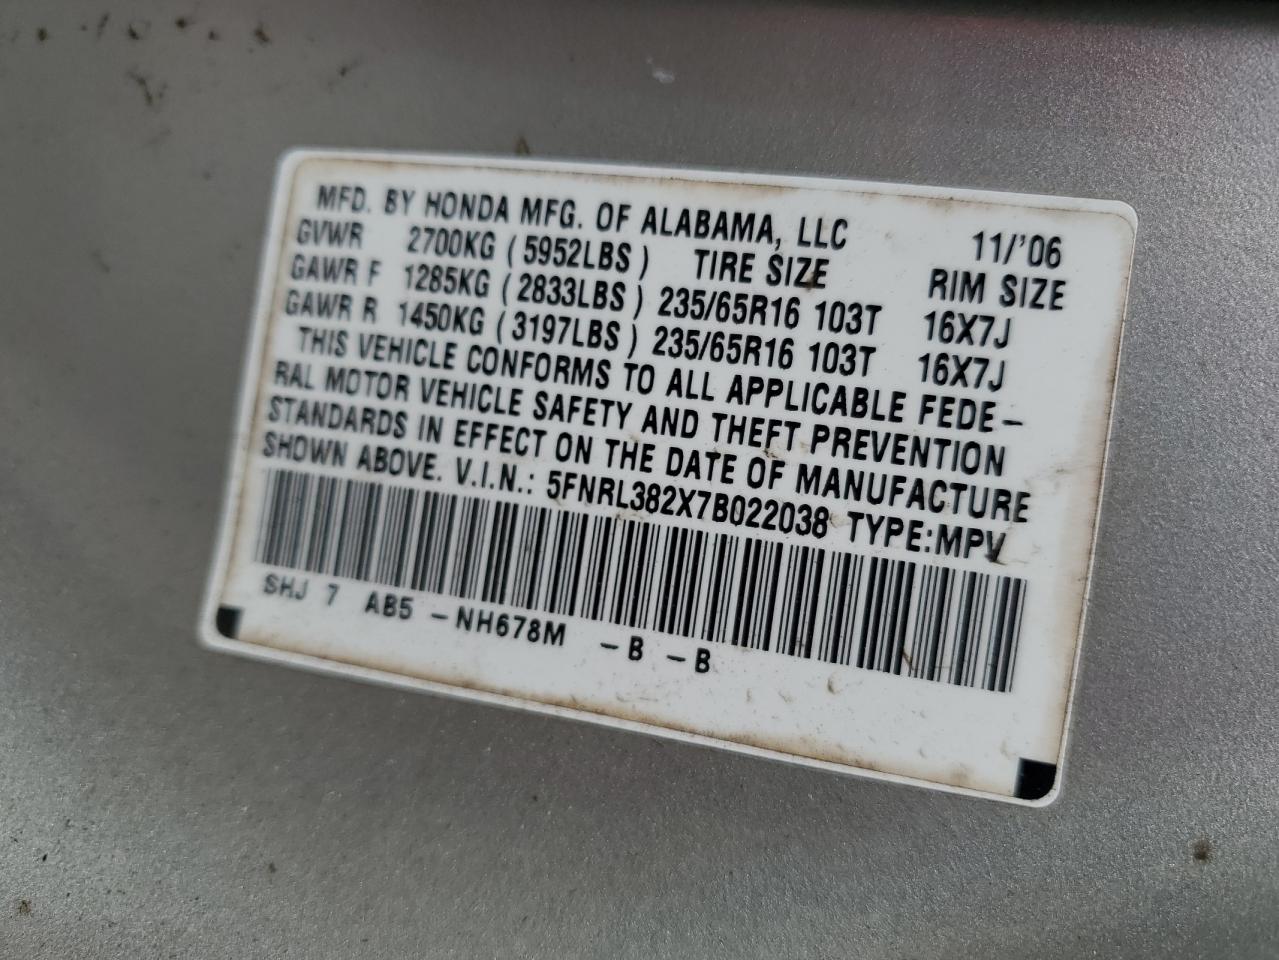 MFD. BY HONDA MFG. OF ALABAMA, LLC 11/'06
GVWR 2700KG (5952LBS) TIRE SIZE RIM SIZE
GAWR F 1285KG (2833LBS) 235/65R16 103T 16X7J
GAWR R 1450KG (3197LBS) 235/65R16 103T 16X7J
THIS VEHICLE CONFORMS TO ALL APPLICABLE FEDE-
RAL MOTOR VEHICLE SAFETY AND THEFT PREVENTION
STANDARDS IN EFFECT ON THE DATE OF MANUFACTURE
SHOWN ABOVE. V.I.N.: 5FNRL382X7B022038 TYPE:MPV
SHJ 7 AB5 -NH678M -B -B